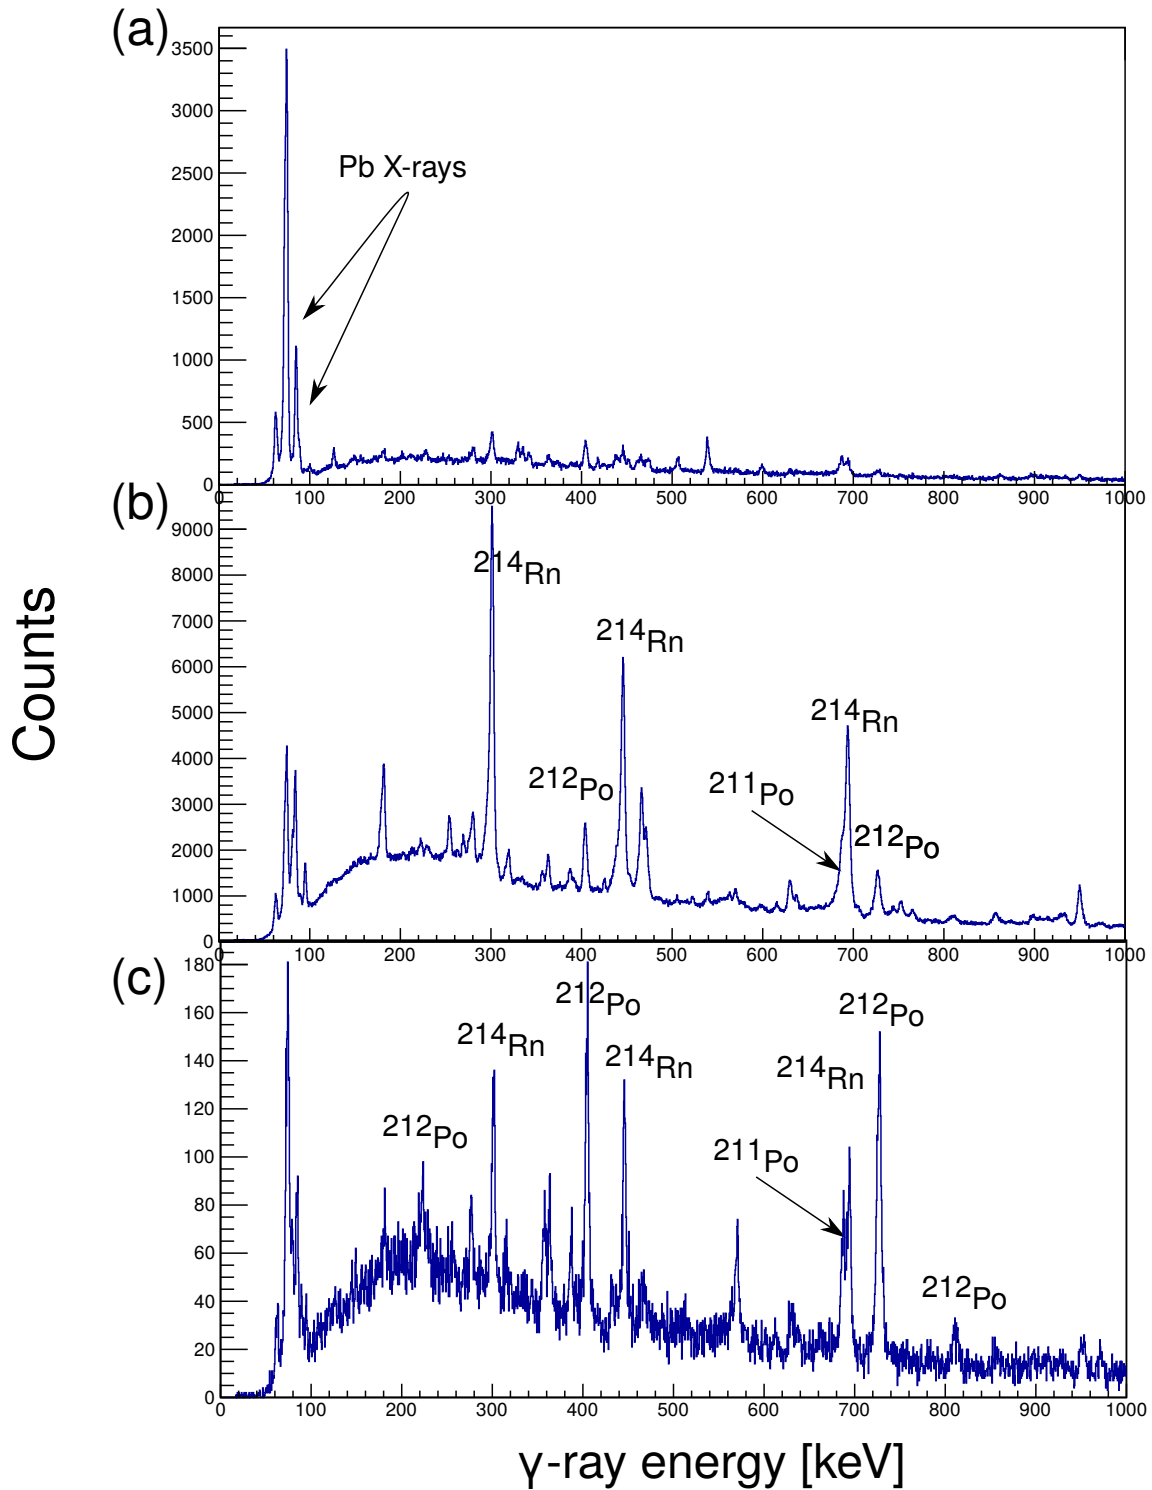 (a)
3500
3000
2500
2000
1500
1000
500
0
Pb X-rays
0 100 200 300 400 500 600 700 800 900 1000
(b)
9000
8000
7000
6000
5000
4000
3000
2000
1000
0
214Rn
214Rn
214Rn
212Po
211Po
212Po
0 100 200 300 400 500 600 700 800 900 1000
Counts
(c)
180
160
140
120
100
80
60
40
20
0
212Po
212Po
214Rn
214Rn
214Rn
212Po
211Po
212Po
0 100 200 300 400 500 600 700 800 900 1000
γ-ray energy [keV]